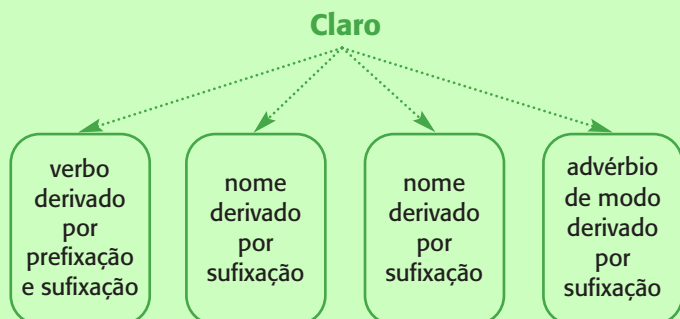 Claro
verbo
derivado
por
prefixação
e sufixação
nome
derivado
por
sufixação
nome
derivado
por
sufixação
advérbio
de modo
derivado
por
sufixação